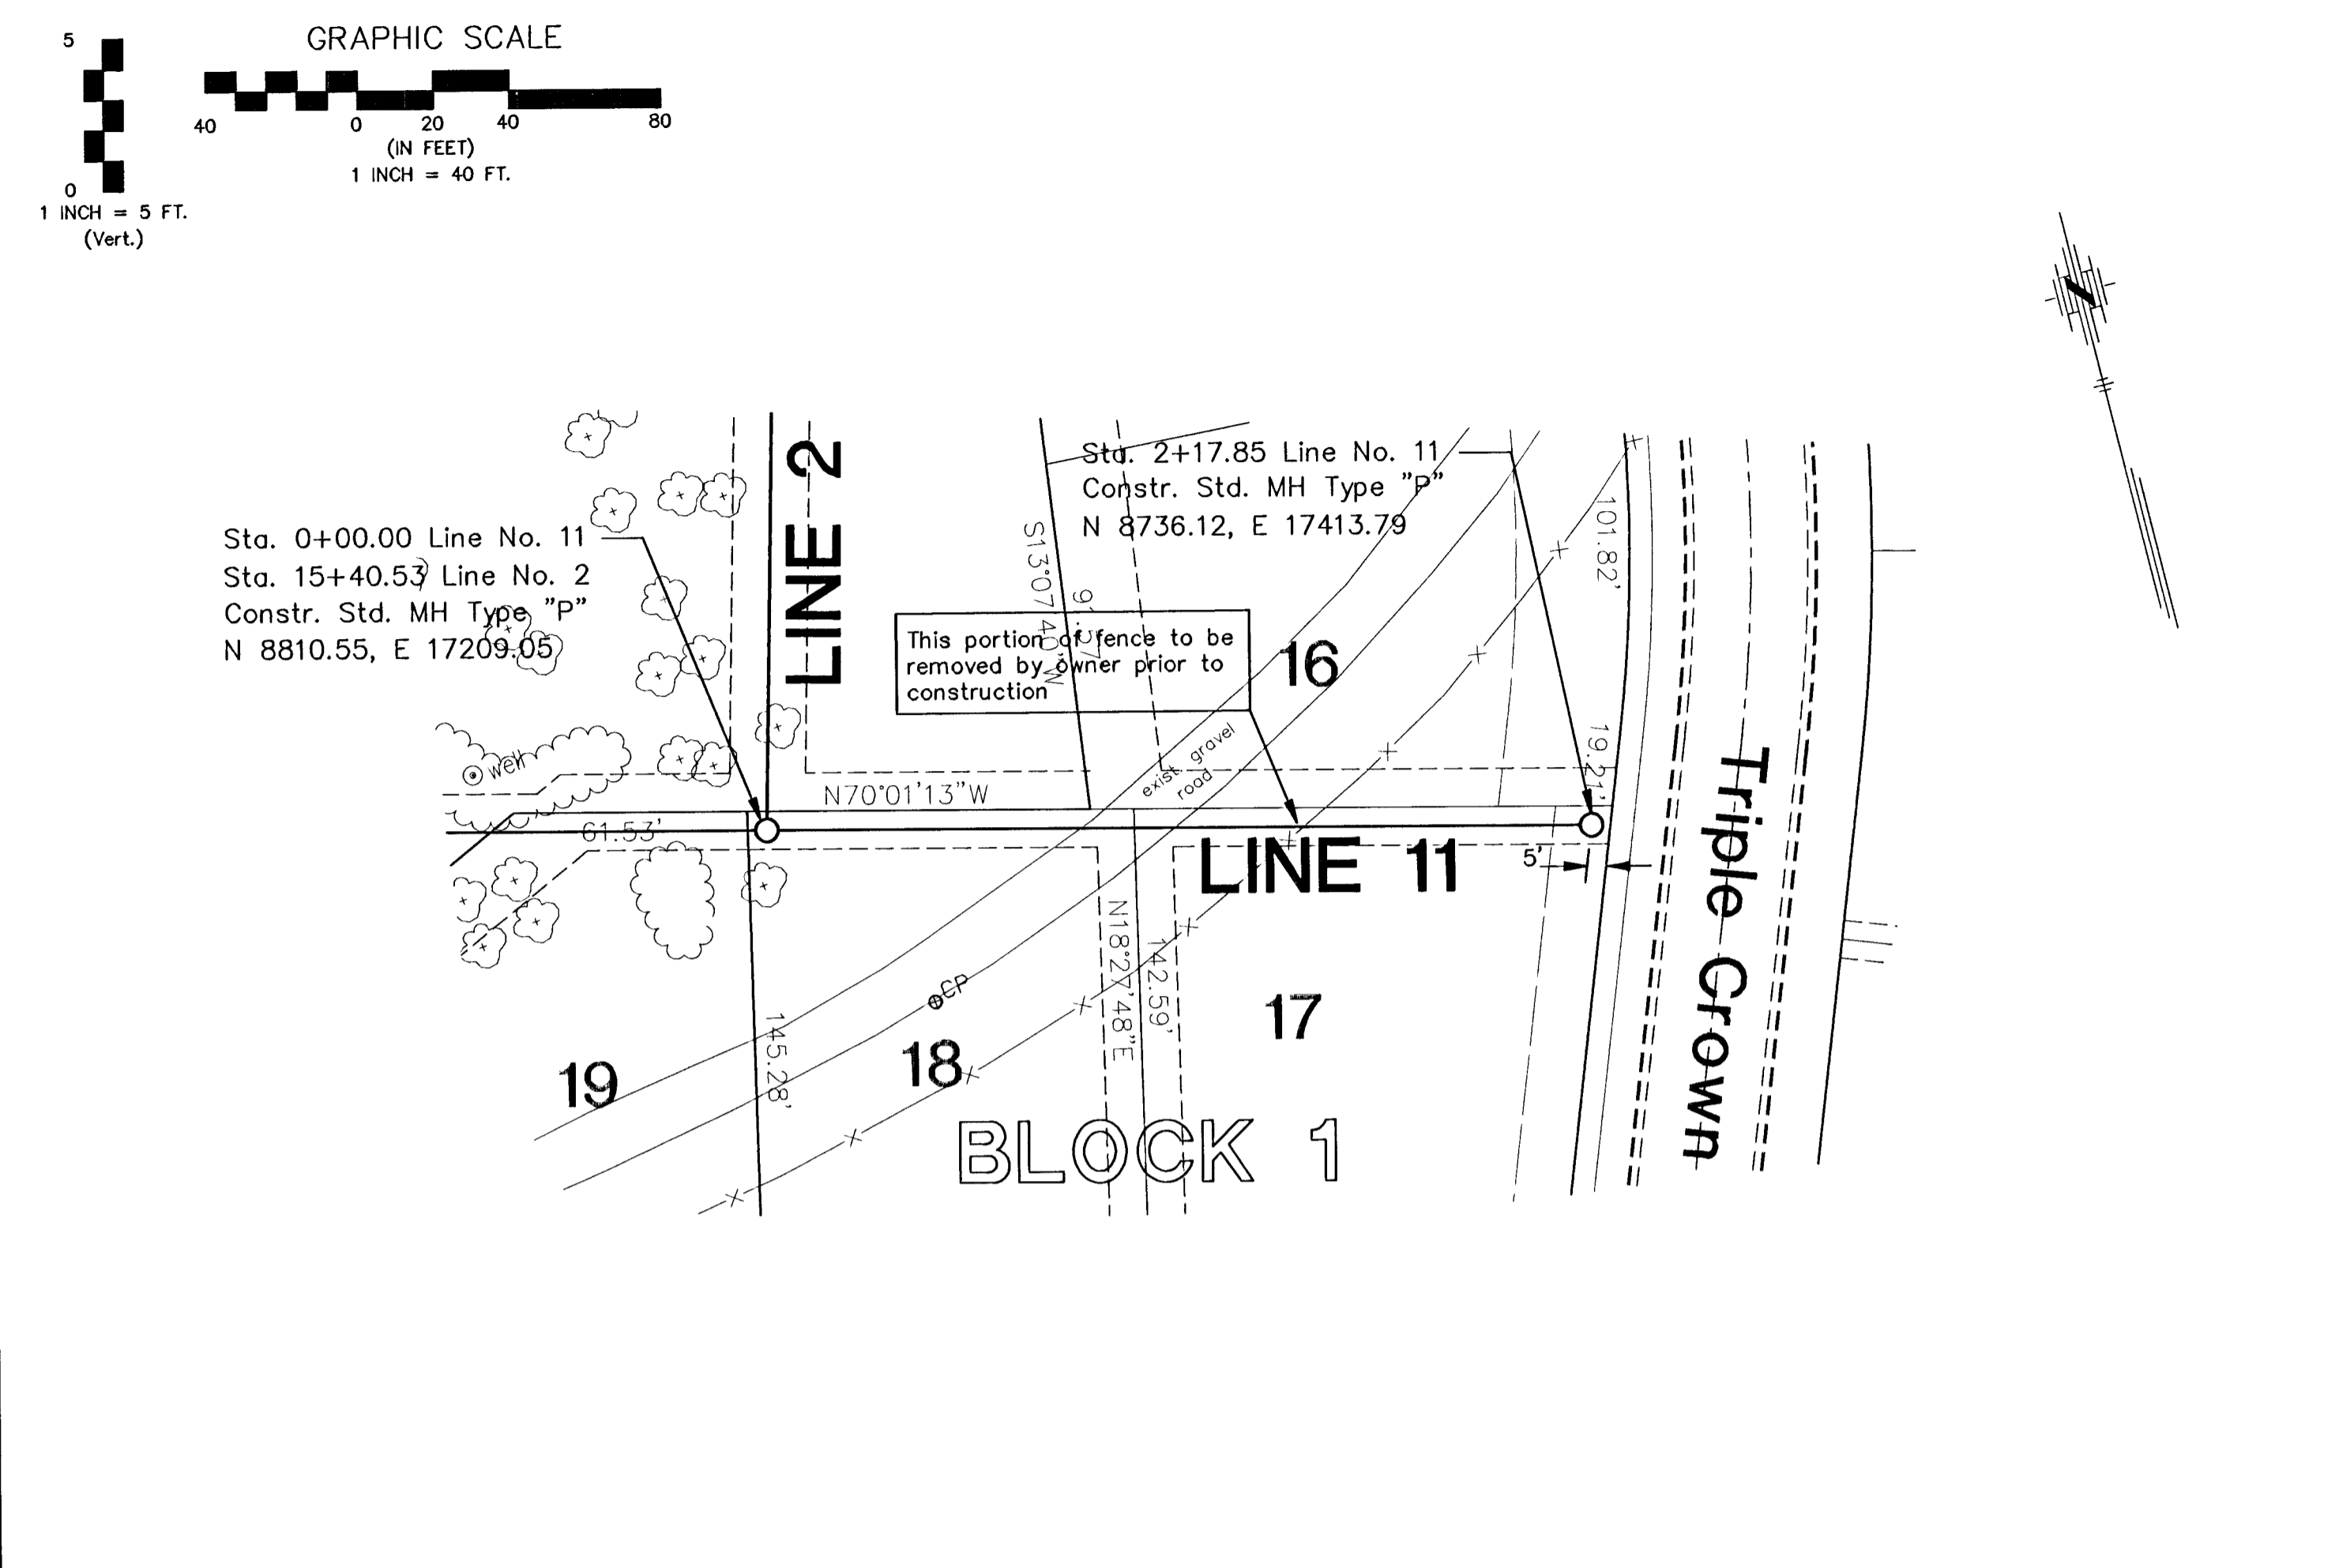 GRAPHIC SCALE
5
0
1 INCH = 5 FT.
(Vert.)
40 0 20 40 80
(IN FEET)
1 INCH = 40 FT.
Sta. 0+00.00 Line No. 11
Sta. 15+40.53 Line No. 2
Constr. Std. MH Type "P"
N 8810.55, E 17209.05
LINE 2
Sta. 2+17.85 Line No. 11
Constr. Std. MH Type "P"
N 8736.12, E 17413.79
S13°07'40"W
This portion of fence to be
removed by owner prior to
construction
16
101.82'
19.21'
exist gravel
road
well
N70°01'13"W
61.53'
LINE 11
5'
Triple Crown
N18°27'48"E
142.59'
145.28'
CP
17
18
19
BLOCK 1